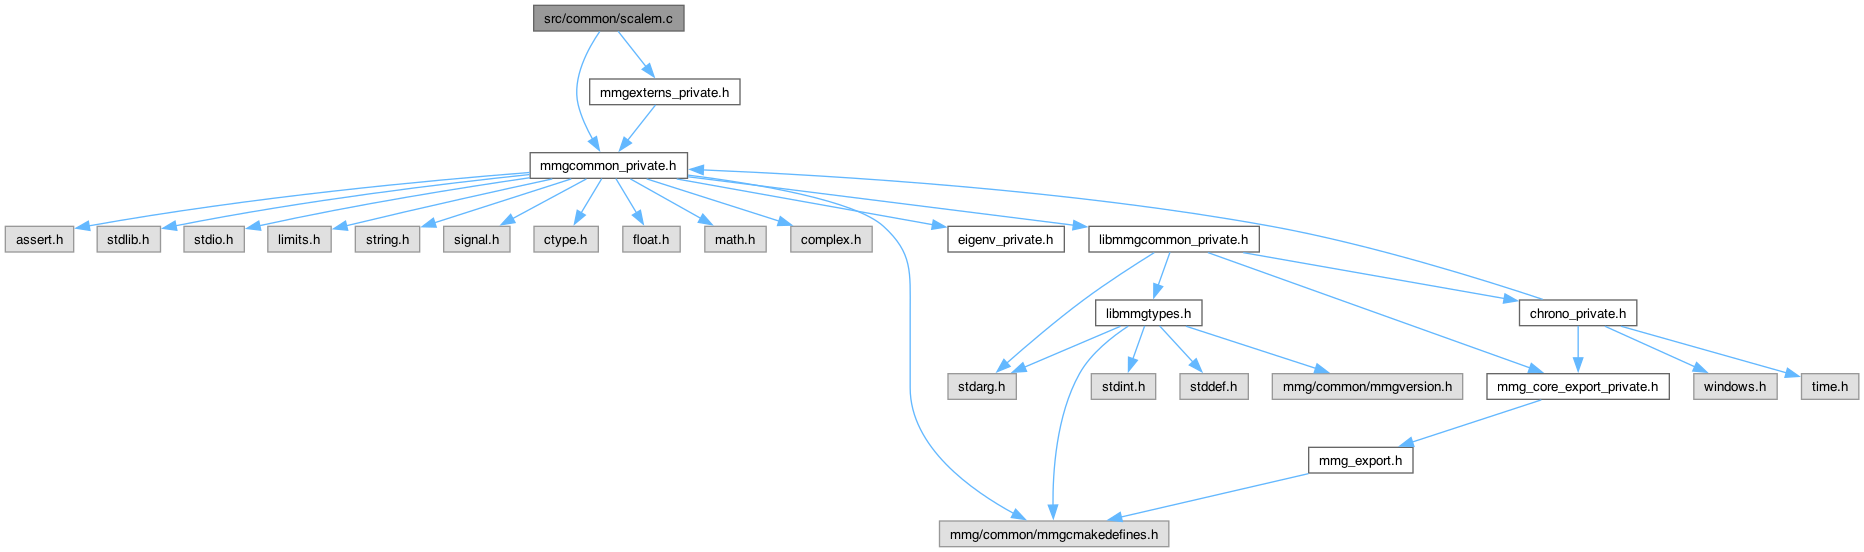 src/common/scalem.c
mmgexterns_private.h
mmgcommon_private.h
assert.h
stdlib.h
stdio.h
limits.h
string.h
signal.h
ctype.h
float.h
math.h
complex.h
eigenv_private.h
libmmgcommon_private.h
libmmgtypes.h
chrono_private.h
stdarg.h
stdint.h
stddef.h
mmg/common/mmgversion.h
mmg_core_export_private.h
windows.h
time.h
mmg_export.h
mmg/common/mmgcmakedefines.h